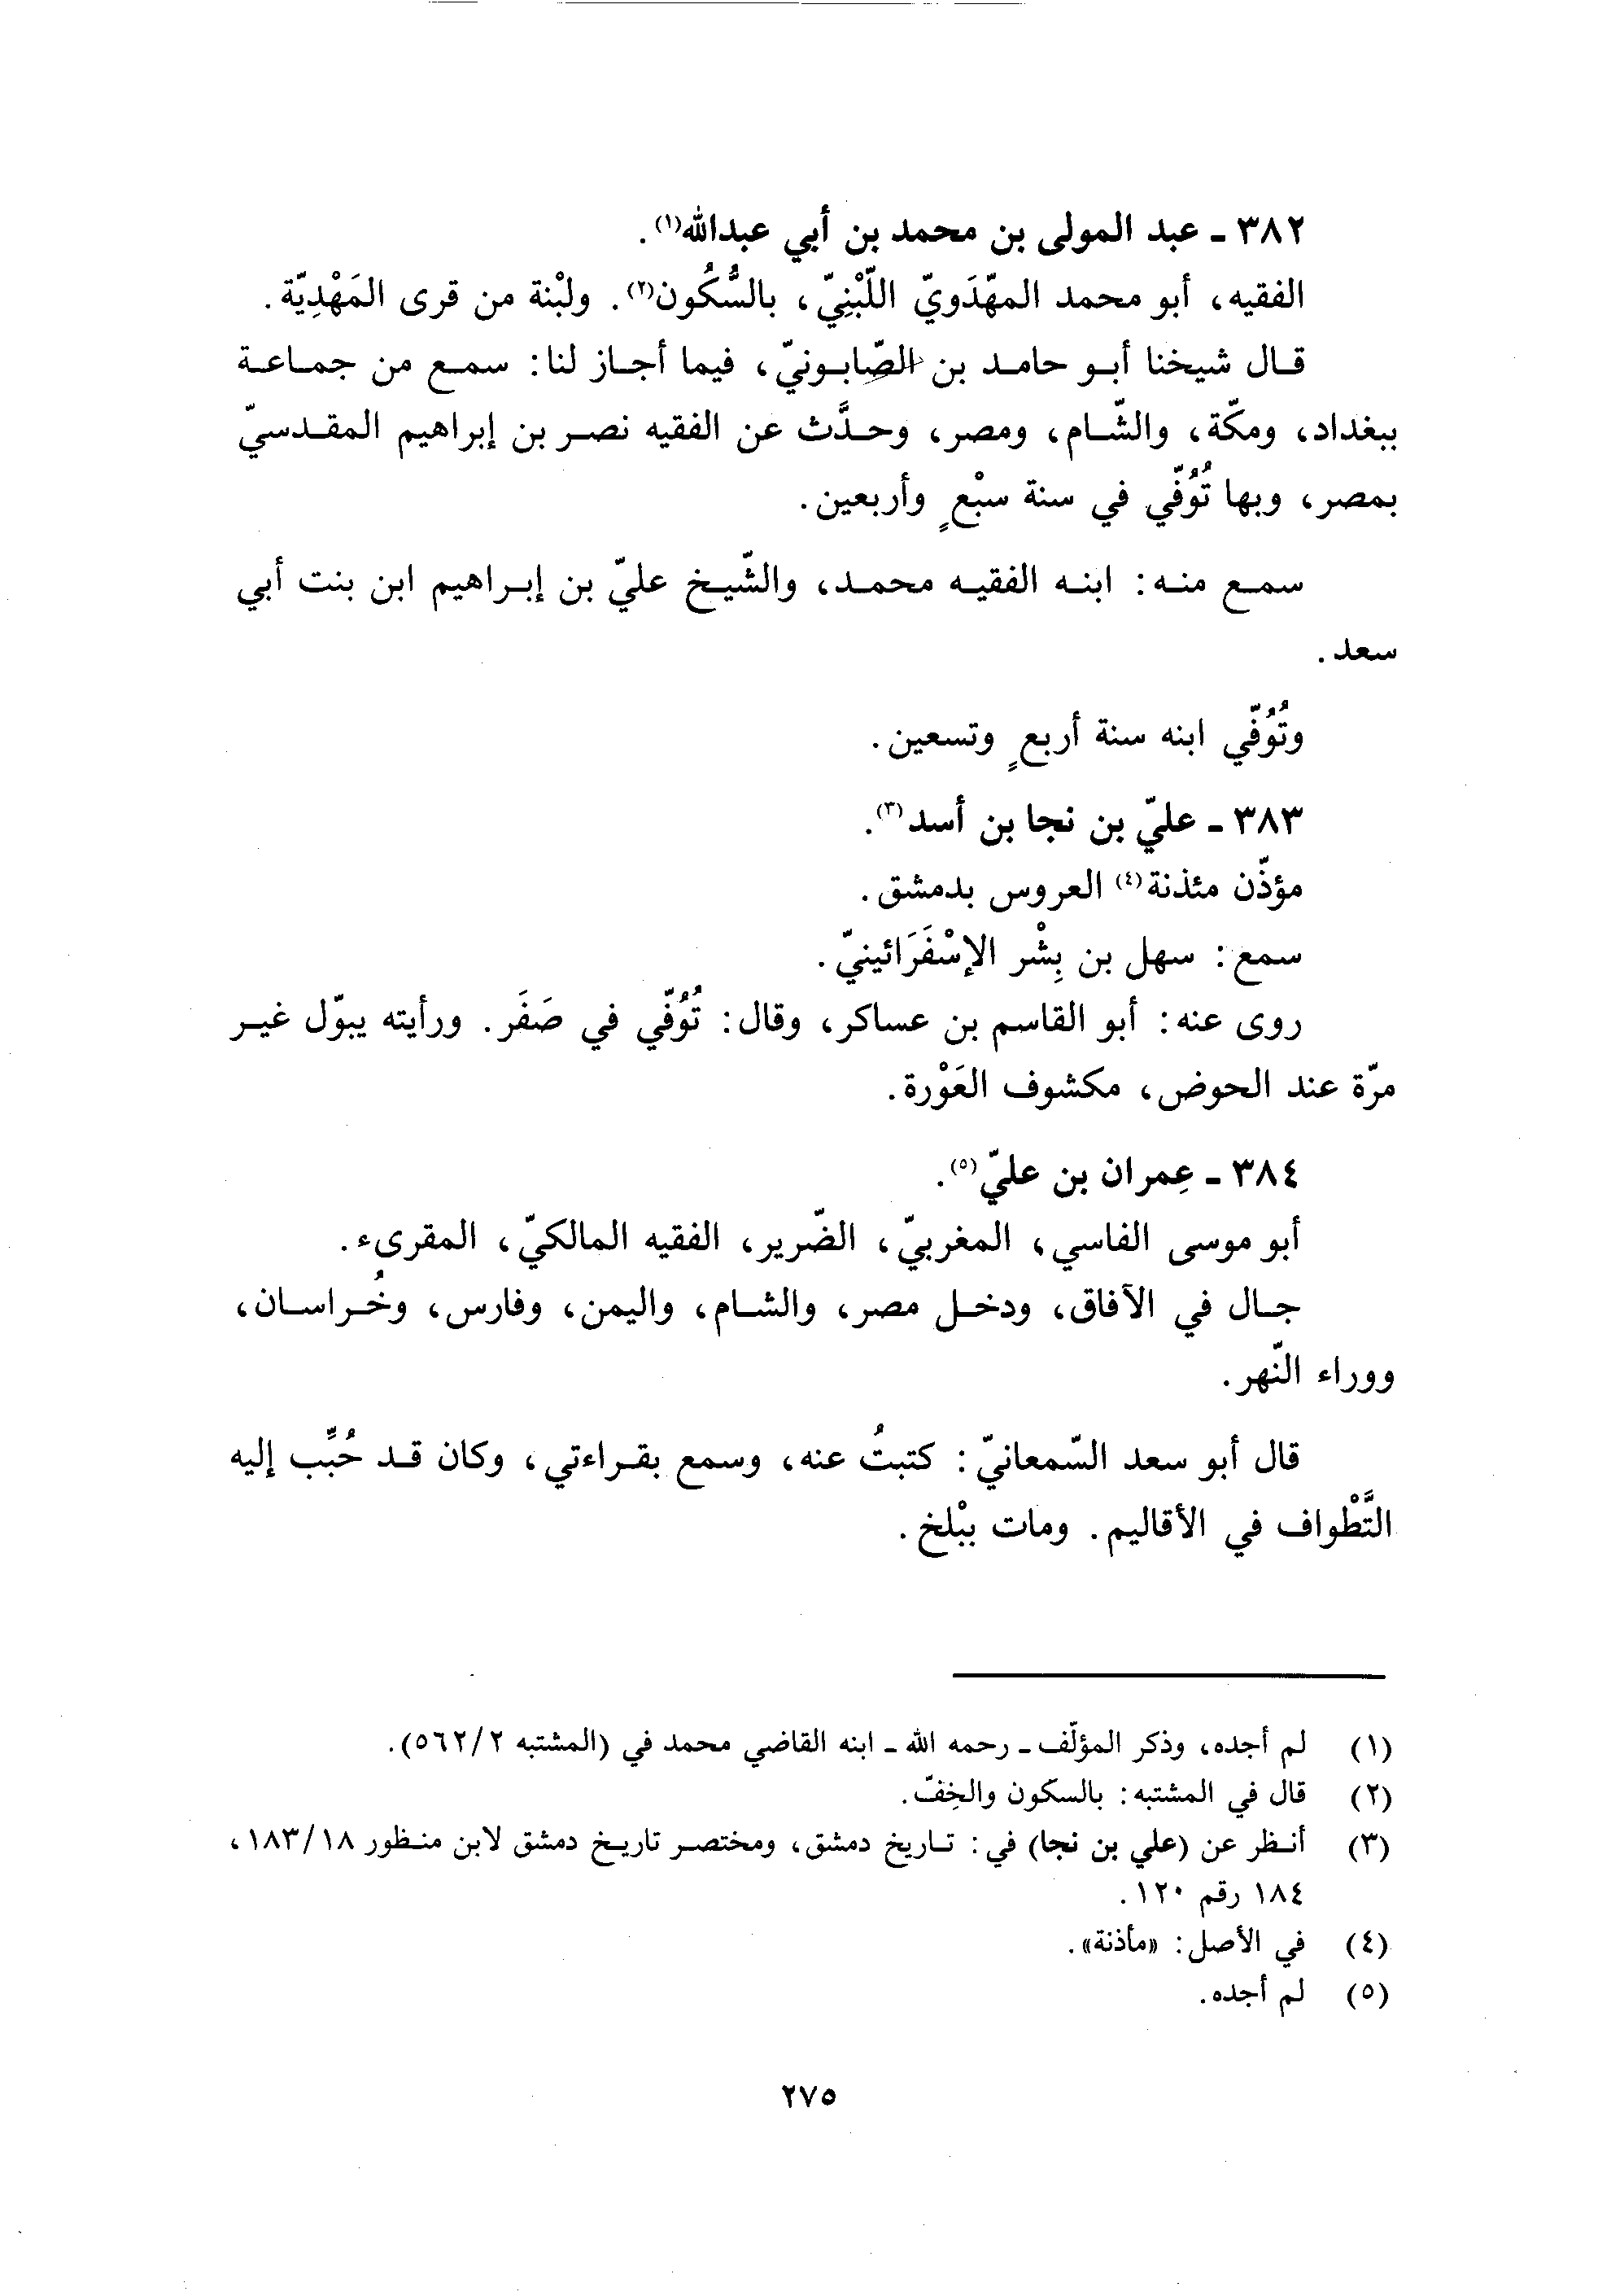 ٣٨٢ ـ عبد المولى بن محمد بن أبي عبدالله(١).
الفقيه، أبو محمد المهّدَويّ اللّبْنِيّ، بالسُّكُون(٢). ولبْنة من قرى المَهْدِيّة.
قال شيخنا أبو حامد بن الصّابونيّ، فيما أجاز لنا: سمع من جماعة
ببغداد، ومكّة، والشّام، ومصر، وحدَّث عن الفقيه نصر بن إبراهيم المقدسيّ
بمصر، وبها تُوُفّي في سنة سبْعٍ وأربعين.
سمع منه: ابنه الفقيه محمد، والشّيخ عليّ بن إبراهيم ابن بنت أبي
سعد.
وتُوُفّي ابنه سنة أربعٍ وتسعين.
٣٨٣ ـ عليّ بن نجا بن أسد(٣).
مؤذّن مئذنة(٤) العروس بدمشق.
سمع: سهل بن بِشْر الإسْفَرَائينيّ.
روى عنه: أبو القاسم بن عساكر، وقال: تُوُفّي في صَفَر. ورأيته يبوّل غير
مرّة عند الحوض، مكشوف العَوْرة.
٣٨٤ ـ عِمران بن عليّ(٥).
أبو موسى الفاسي، المغربيّ، الضّرير، الفقيه المالكيّ، المقرىء.
جال في الآفاق، ودخل مصر، والشام، واليمن، وفارس، وخُراسان،
ووراء النّهر.
قال أبو سعد السّمعانيّ: كتبتُ عنه، وسمع بقراءتي، وكان قد حُبِّب إليه
التَّطْواف في الأقاليم. ومات ببْلخ.
(١) لم أجده، وذكر المؤلّف ـ رحمه الله ـ ابنه القاضي محمد في (المشتبه ٥٦٢/٢).
(٢) قال في المشتبه: بالسكون والخِفّ.
(٣) أنظر عن (علي بن نجا) في: تاريخ دمشق، ومختصر تاريخ دمشق لابن منظور ١٨٣/١٨،
١٨٤ رقم ١٢٠.
(٤) في الأصل: «مأذنة».
(٥) لم أجده.
٢٧٥